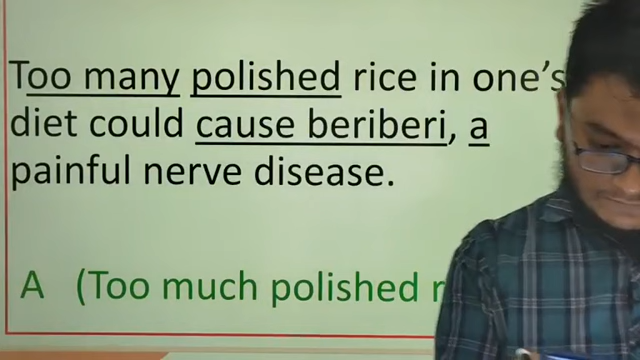 Too many polished rice in one's
diet could cause beriberi, a
painful nerve disease.
A (Too much polished r